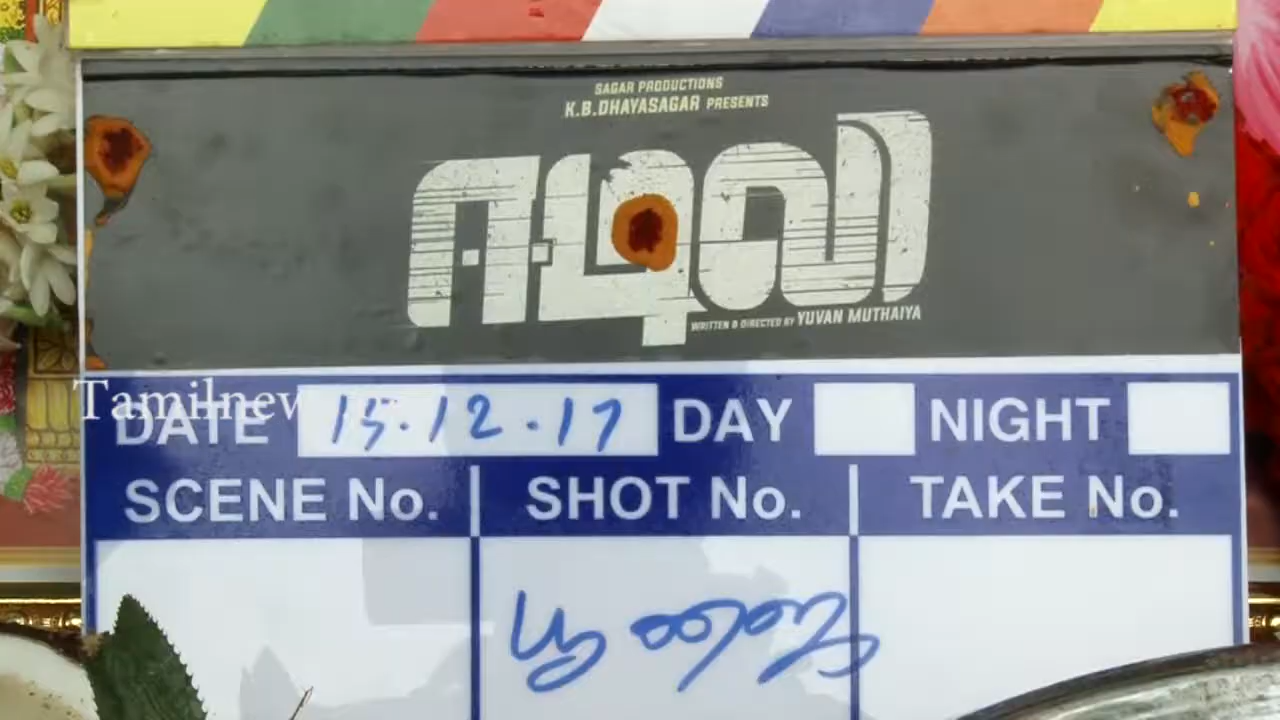 SAGAR PRODUCTIONS
K.B.DHAYASAGAR PRESENTS
WRITTEN & DIRECTED BY YUVAN MUTHAIYA
Tamilnew
DATE 15.12.17 DAY NIGHT
SCENE No. SHOT No. TAKE No.